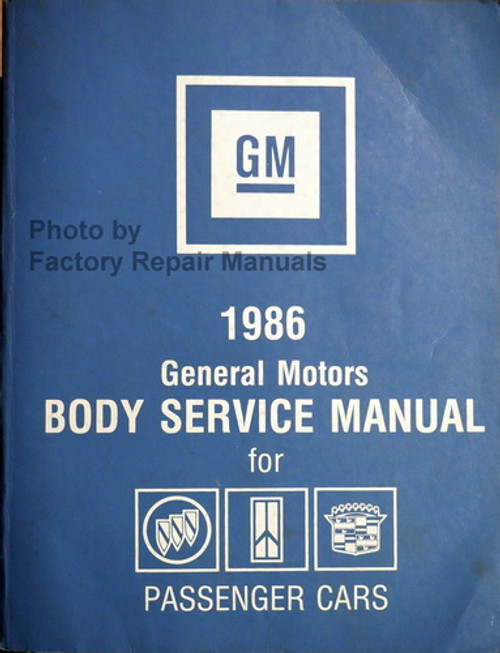 GM
Photo by
Factory Repair Manuals
1986
General Motors
BODY SERVICE MANUAL
for
PASSENGER CARS